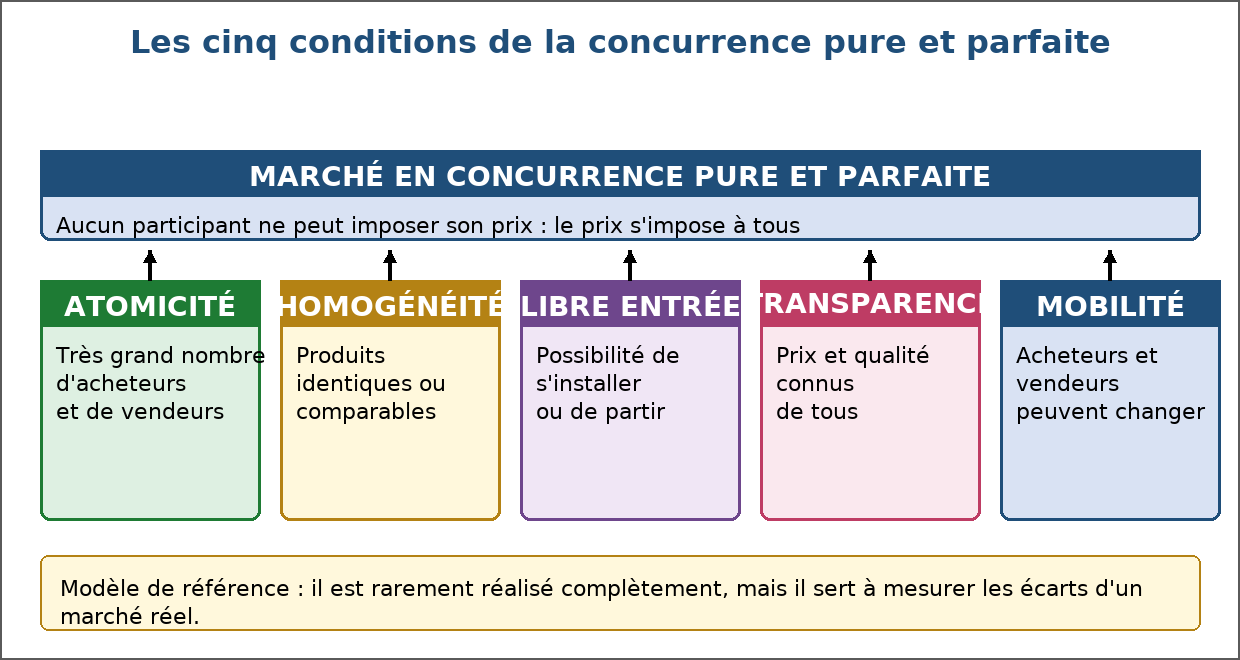 Les cinq conditions de la concurrence pure et parfaite
MARCHÉ EN CONCURRENCE PURE ET PARFAITE
Aucun participant ne peut imposer son prix : le prix s'impose à tous
ATOMICITÉ
Très grand nombre
d'acheteurs
et de vendeurs
HOMOGÉNÉITÉ
Produits
identiques ou
comparables
LIBRE ENTRÉE
Possibilité de
s'installer
ou de partir
TRANSPARENCE
Prix et qualité
connus
de tous
MOBILITÉ
Acheteurs et
vendeurs
peuvent changer
Modèle de référence : il est rarement réalisé complètement, mais il sert à mesurer les écarts d'un
marché réel.